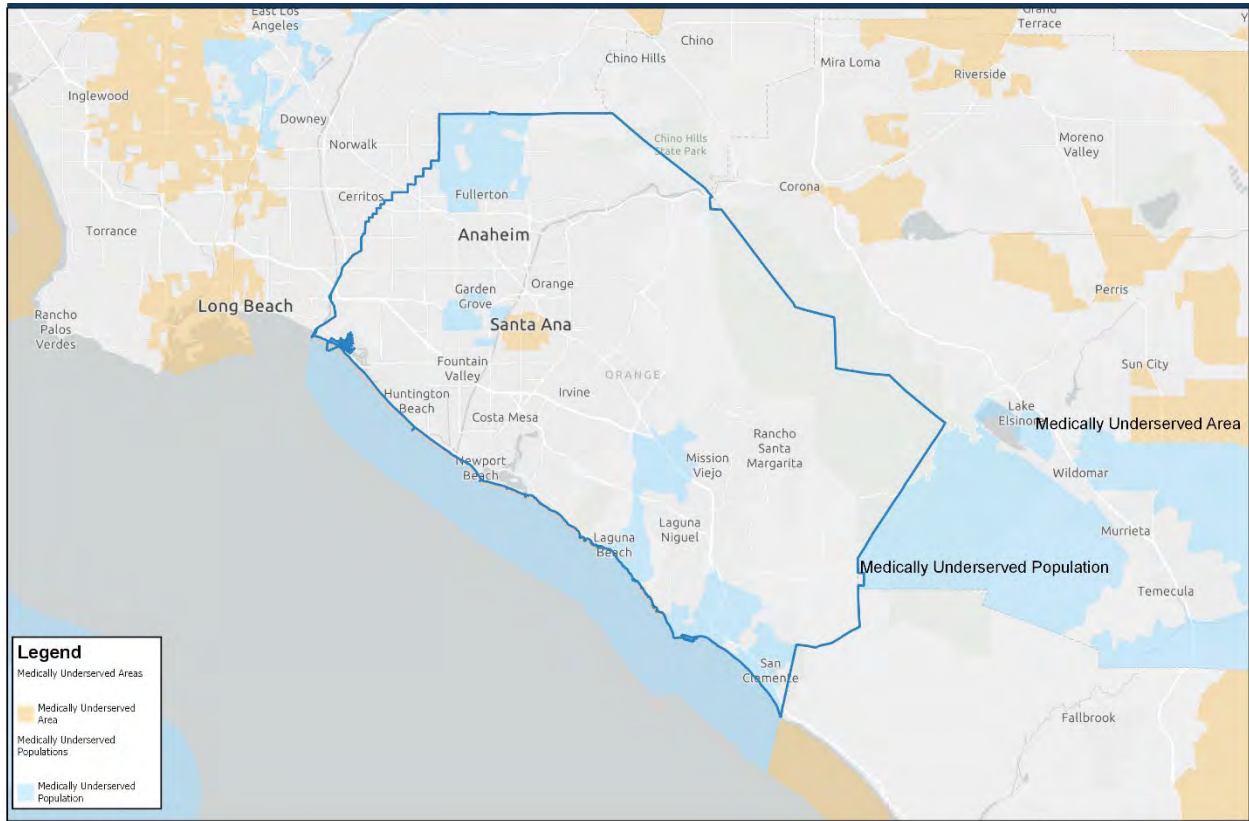 East Los
Angeles
Grand
Terrace
Chino
Chino Hills
Mira Loma
Riverside
Inglewood
Downey
Norwalk
Chino Hills
State Park
Moreno
Valley
Cerritos
Fullerton
Corona
Torrance
Anaheim
Orange
Garden
Grove
Perris
Long Beach
Rancho
Palos
Verdes
Santa Ana
Fountain
Valley
ORANGE
Sun City
Huntington
Beach
Irvine
Costa Mesa
Lake
Elsinore
Medically Underserved Area
Rancho
Santa
Margarita
Newport
Beach
Mission
Viejo
Wildomar
Laguna
Niguel
Laguna
Beach
Murrieta
Medically Underserved Population
Temecula
San
Clemente
Fallbrook
Legend
Medically Underserved Areas
Medically Underserved
Area
Medically Underserved
Populations
Medically Underserved
Population